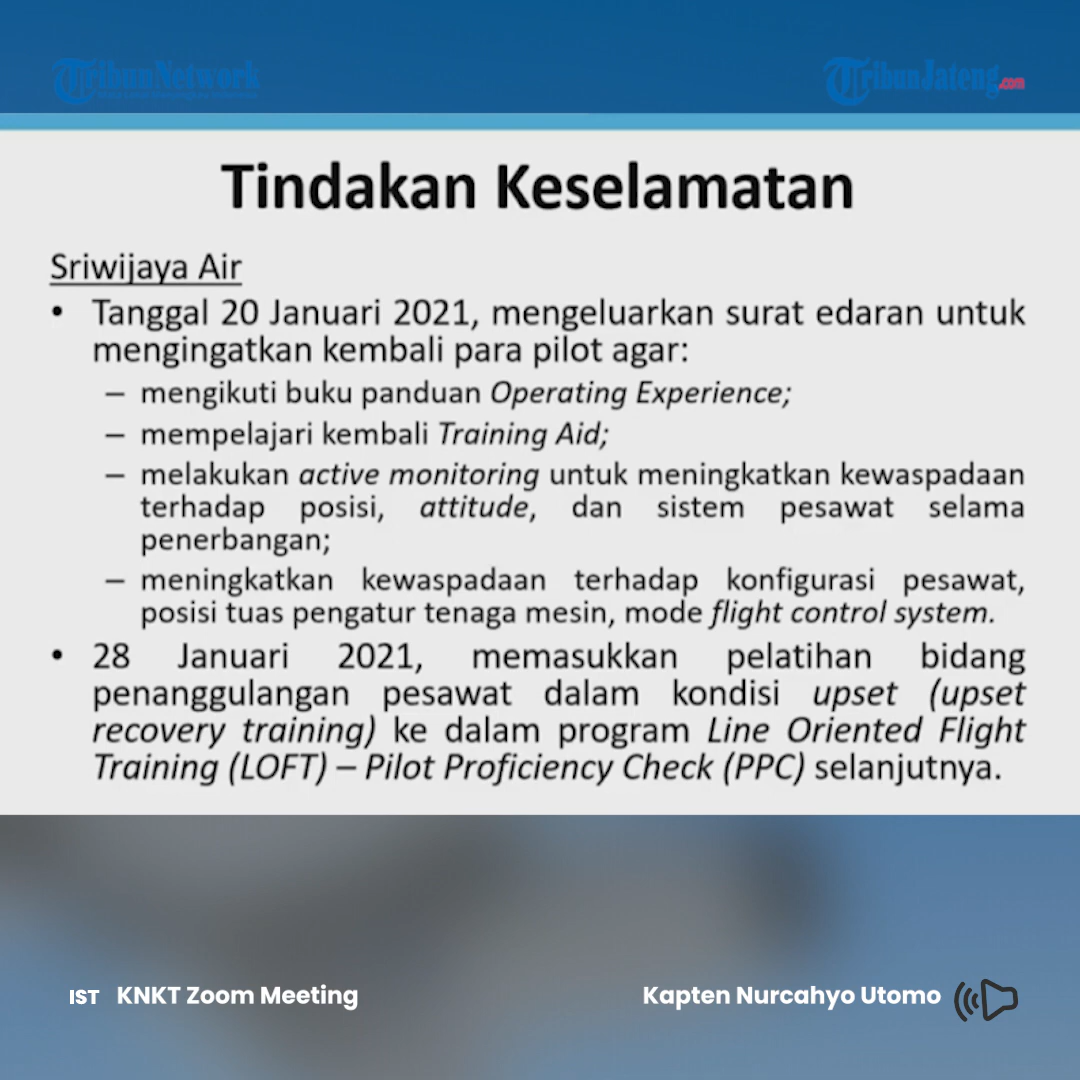 TribunNetwork
TribunJateng.com
Tindakan Keselamatan
Sriwijaya Air
• Tanggal 20 Januari 2021, mengeluarkan surat edaran untuk
mengingatkan kembali para pilot agar:
– mengikuti buku panduan Operating Experience;
– mempelajari kembali Training Aid;
– melakukan active monitoring untuk meningkatkan kewaspadaan
terhadap posisi, attitude, dan sistem pesawat selama
penerbangan;
– meningkatkan kewaspadaan terhadap konfigurasi pesawat,
posisi tuas pengatur tenaga mesin, mode flight control system.
• 28 Januari 2021, memasukkan pelatihan bidang
penanggulangan pesawat dalam kondisi upset (upset
recovery training) ke dalam program Line Oriented Flight
Training (LOFT) – Pilot Proficiency Check (PPC) selanjutnya.
IST KNKT Zoom Meeting
Kapten Nurcahyo Utomo